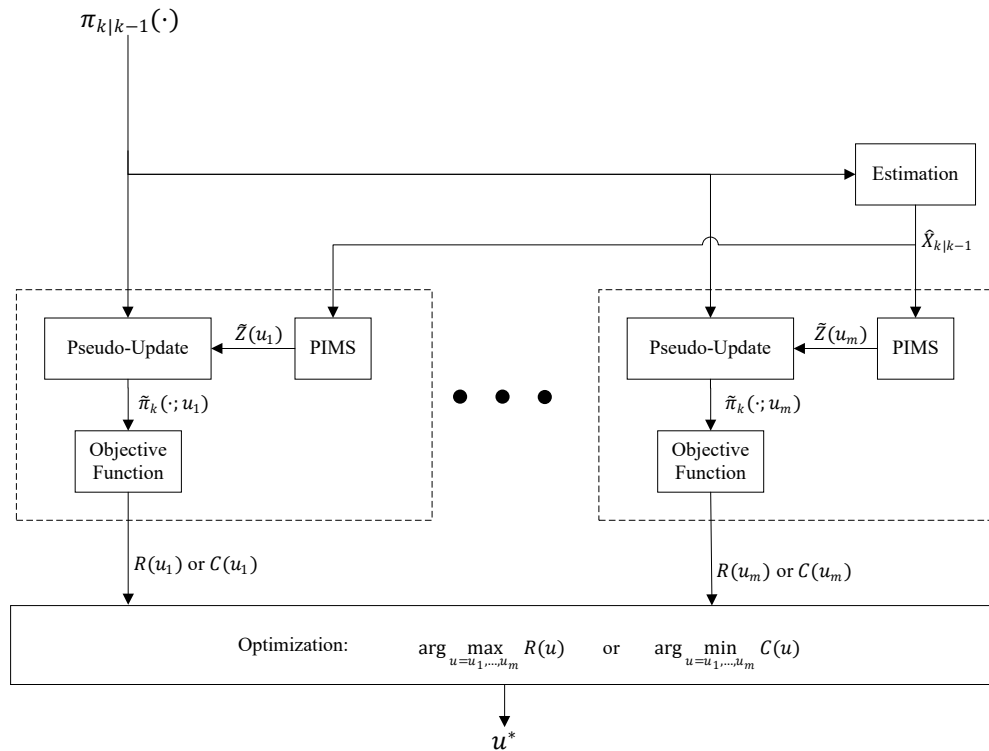 π_{k|k−1}(·)
Estimation
X̂_{k|k−1}
Pseudo-Update
Z̃(u_1)
PIMS
Pseudo-Update
Z̃(u_m)
PIMS
π̃_k(·; u_1)
π̃_k(·; u_m)
Objective
Function
Objective
Function
R(u_1) or C(u_1)
R(u_m) or C(u_m)
Optimization: arg max_{u=u_1,...,u_m} R(u) or arg min_{u=u_1,...,u_m} C(u)
u*